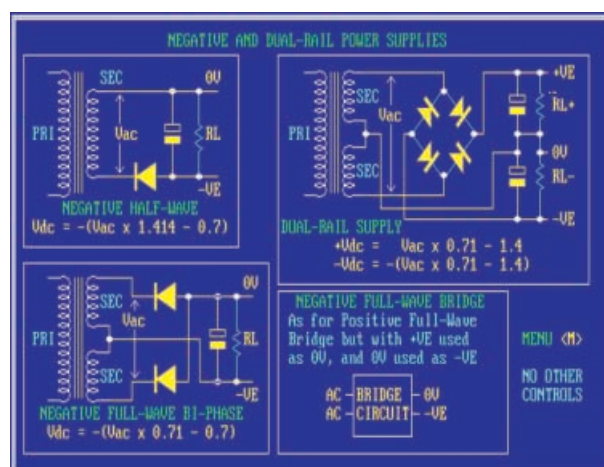 NEGATIVE AND DUAL-RAIL POWER SUPPLIES
SEC
0V
PRI
Vac
RL
-VE
NEGATIVE HALF-WAVE
Vdc = -(Vac x 1.414 - 0.7)
+VE
SEC
RL+
PRI
Vac
0V
SEC
RL-
-VE
DUAL-RAIL SUPPLY
+Vdc = Vac x 0.71 - 1.4
-Vdc = -(Vac x 0.71 - 1.4)
0V
SEC
Vac
PRI
RL
SEC
-VE
NEGATIVE FULL-WAVE BI-PHASE
Vdc = -(Vac x 0.71 - 0.7)
NEGATIVE FULL-WAVE BRIDGE
As for Positive Full-Wave
Bridge but with +VE used
as 0V, and 0V used as -VE
AC - BRIDGE - 0V
AC - CIRCUIT - -VE
MENU <M>
NO OTHER
CONTROLS